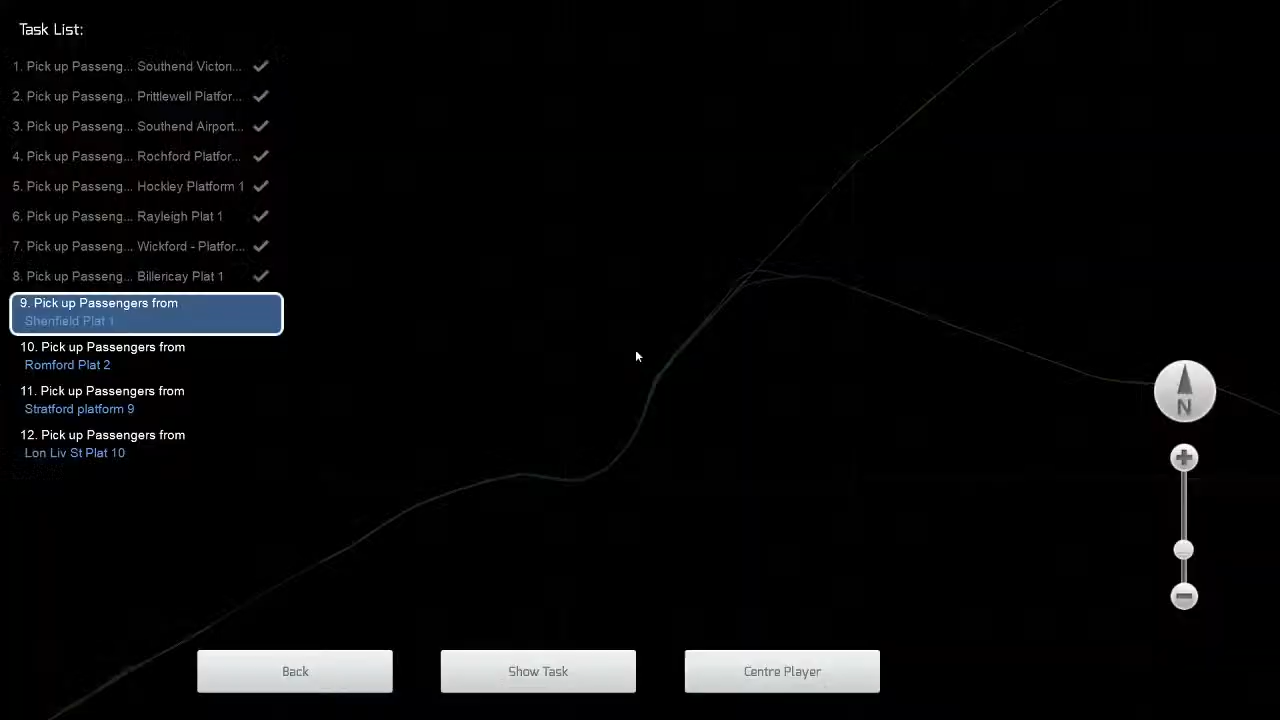 Task List:
1. Pick up Passeng... Southend Victori...
2. Pick up Passeng... Prittlewell Platfor...
3. Pick up Passeng... Southend Airport...
4. Pick up Passeng... Rochford Platfor...
5. Pick up Passeng... Hockley Platform 1
6. Pick up Passeng... Rayleigh Plat 1
7. Pick up Passeng... Wickford - Platfor...
8. Pick up Passeng... Billericay Plat 1
9. Pick up Passengers from
Shenfield Plat 1
10. Pick up Passengers from
Romford Plat 2
11. Pick up Passengers from
Stratford platform 9
12. Pick up Passengers from
Lon Liv St Plat 10
N
Back
Show Task
Centre Player